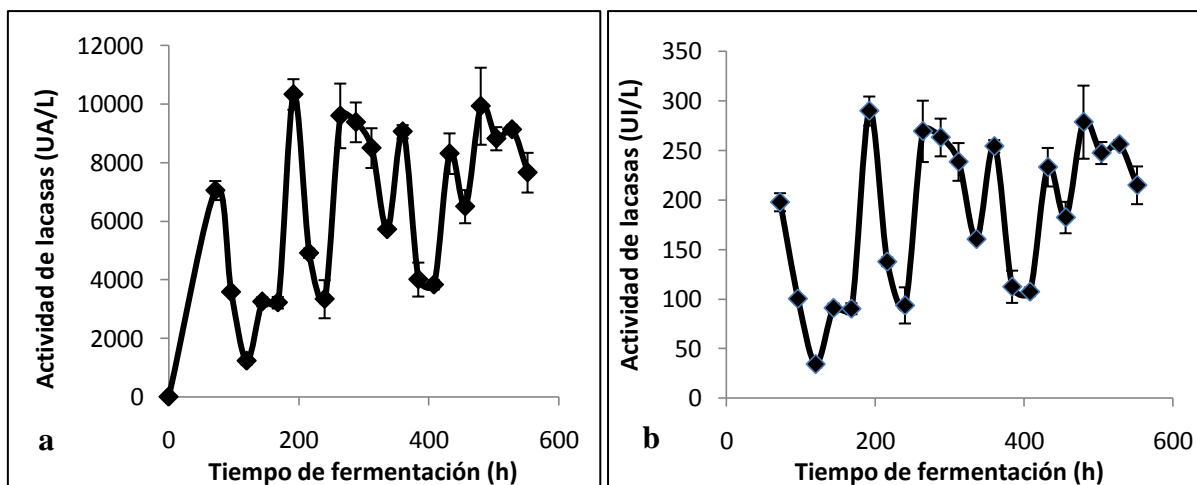 Actividad de lacasas (UA/L)
12000
10000
8000
6000
4000
2000
0
0 200 400 600
a
Tiempo de fermentación (h)
Actividad de lacasas (UI/L)
350
300
250
200
150
100
50
0
0 200 400 600
b
Tiempo de fermentación (h)